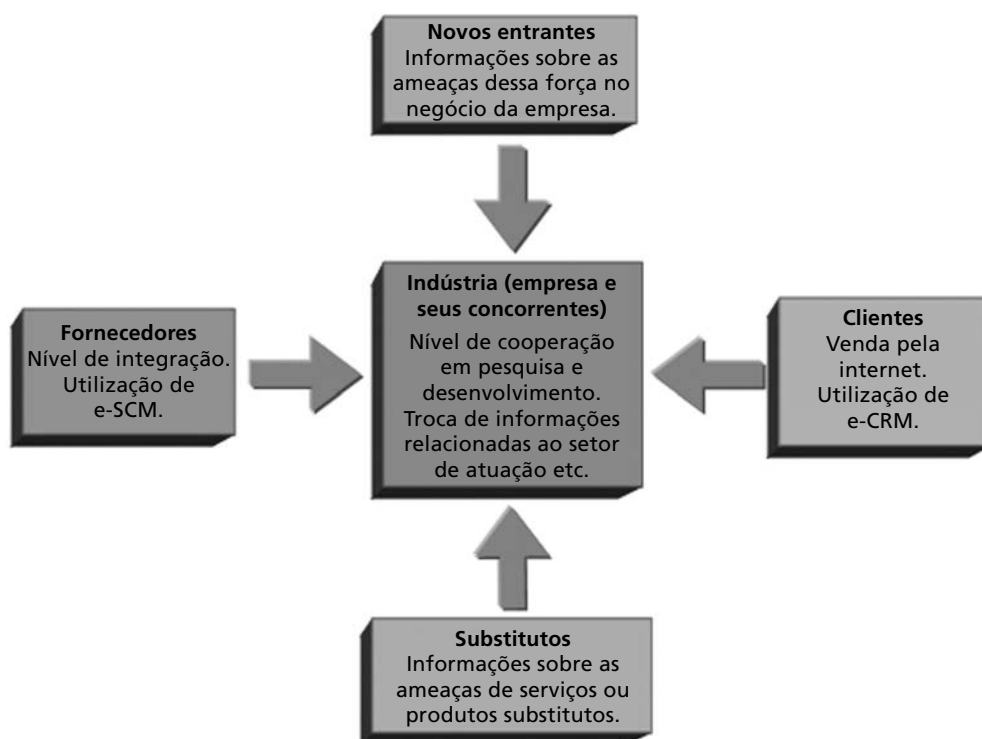 Novos entrantes
Informações sobre as
ameaças dessa força no
negócio da empresa.
Indústria (empresa e
seus concorrentes)
Nível de cooperação
em pesquisa e
desenvolvimento.
Troca de informações
relacionadas ao setor
de atuação etc.
Fornecedores
Nível de integração.
Utilização de
e-SCM.
Clientes
Venda pela
internet.
Utilização de
e-CRM.
Substitutos
Informações sobre as
ameaças de serviços ou
produtos substitutos.